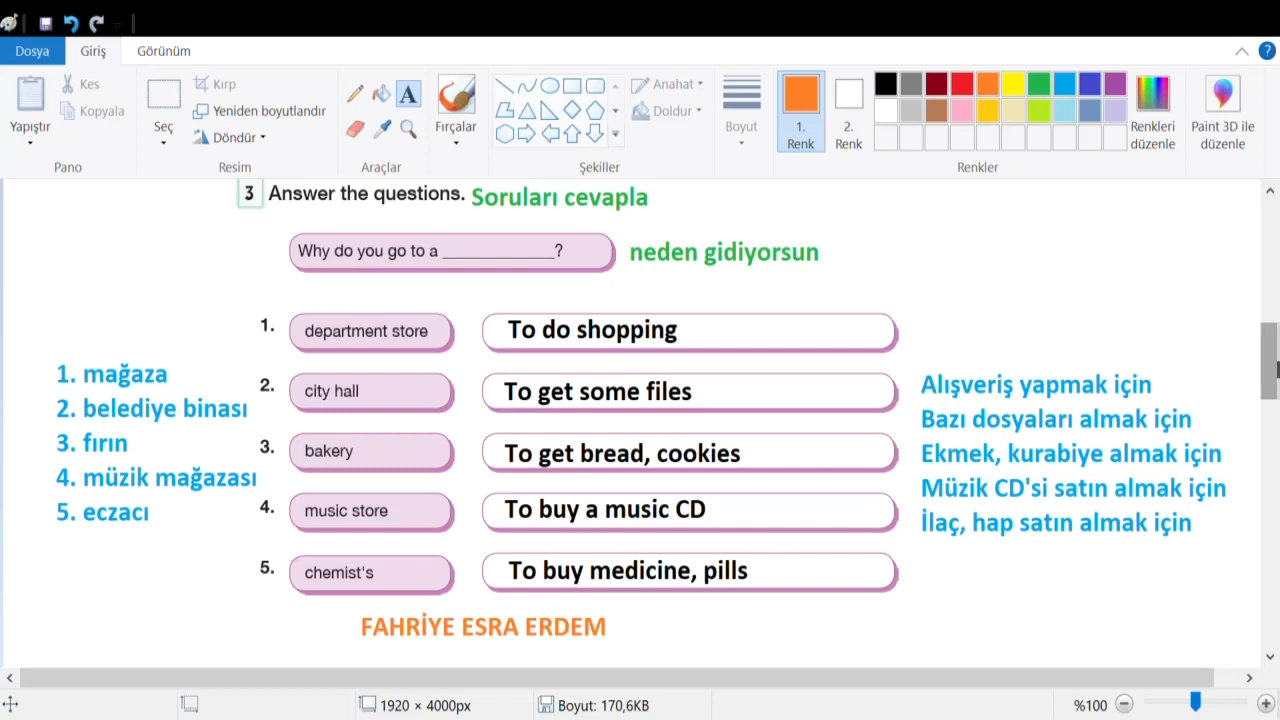 Dosya Giriş Görünüm
Yapıştır
Kes
Kopyala
Pano
Seç
Kırp
Yeniden boyutlandır
Döndür
Resim
A
Araçlar
Fırçalar
Anahat
Doldur
Şekiller
Boyut
1.
Renk
2.
Renk
Renkleri
düzenle
Paint 3D ile
düzenle
Renkler
3 Answer the questions. Soruları cevapla
Why do you go to a ____________? neden gidiyorsun
1. department store To do shopping
2. city hall To get some files
3. bakery To get bread, cookies
4. music store To buy a music CD
5. chemist's To buy medicine, pills
1. mağaza
2. belediye binası
3. fırın
4. müzik mağazası
5. eczacı
Alışveriş yapmak için
Bazı dosyaları almak için
Ekmek, kurabiye almak için
Müzik CD'si satın almak için
İlaç, hap satın almak için
FAHRİYE ESRA ERDEM
1920 × 4000px Boyut: 170,6KB %100